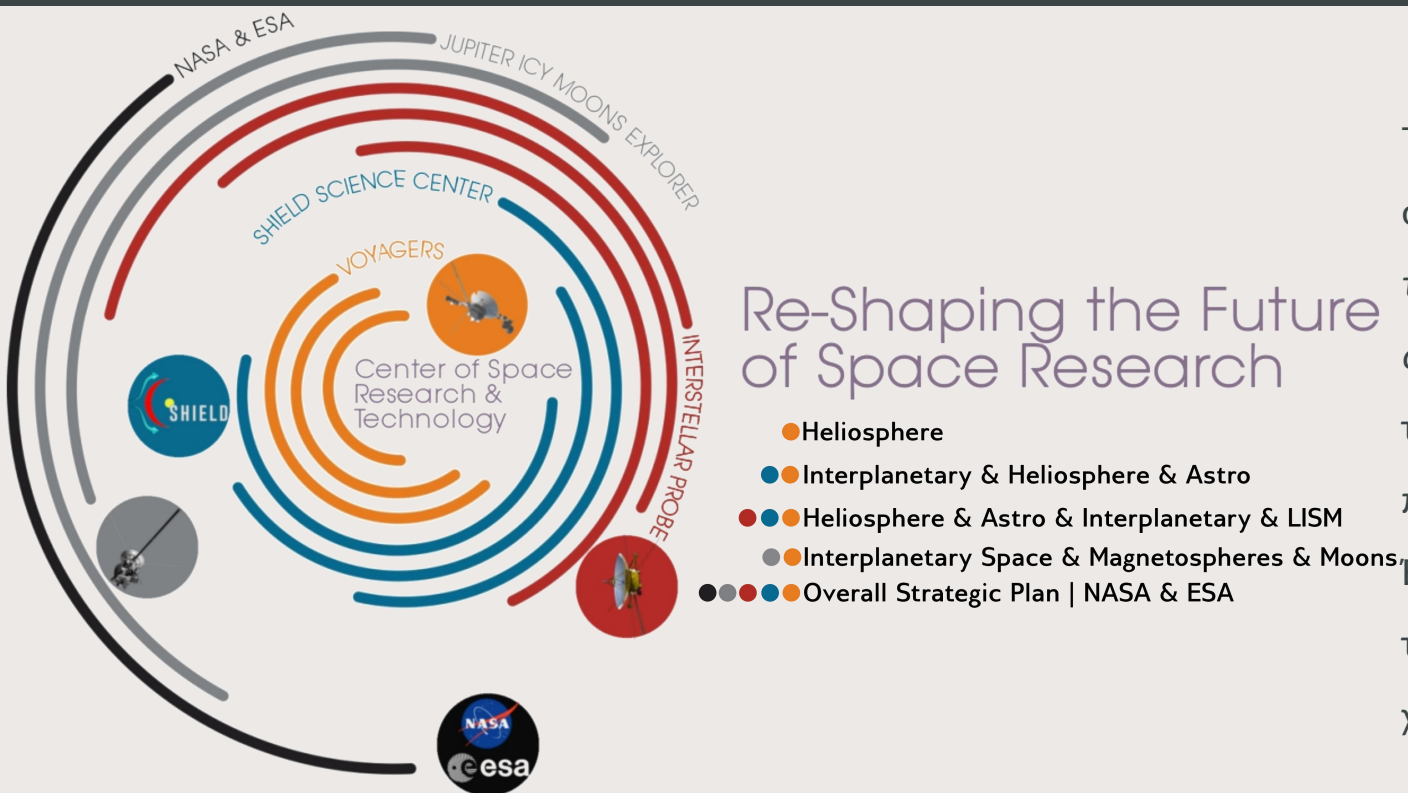 NASA & ESA
JUPITER ICY MOONS EXPLORER
SHIELD SCIENCE CENTER
VOYAGERS
Center of Space
Research &
Technology
SHIELD
INTERSTELLAR PROBE
NASA
esa
Re-Shaping the Future
of Space Research
Heliosphere
Interplanetary & Heliosphere & Astro
Heliosphere & Astro & Interplanetary & LISM
Interplanetary Space & Magnetospheres & Moons,
Overall Strategic Plan | NASA & ESA